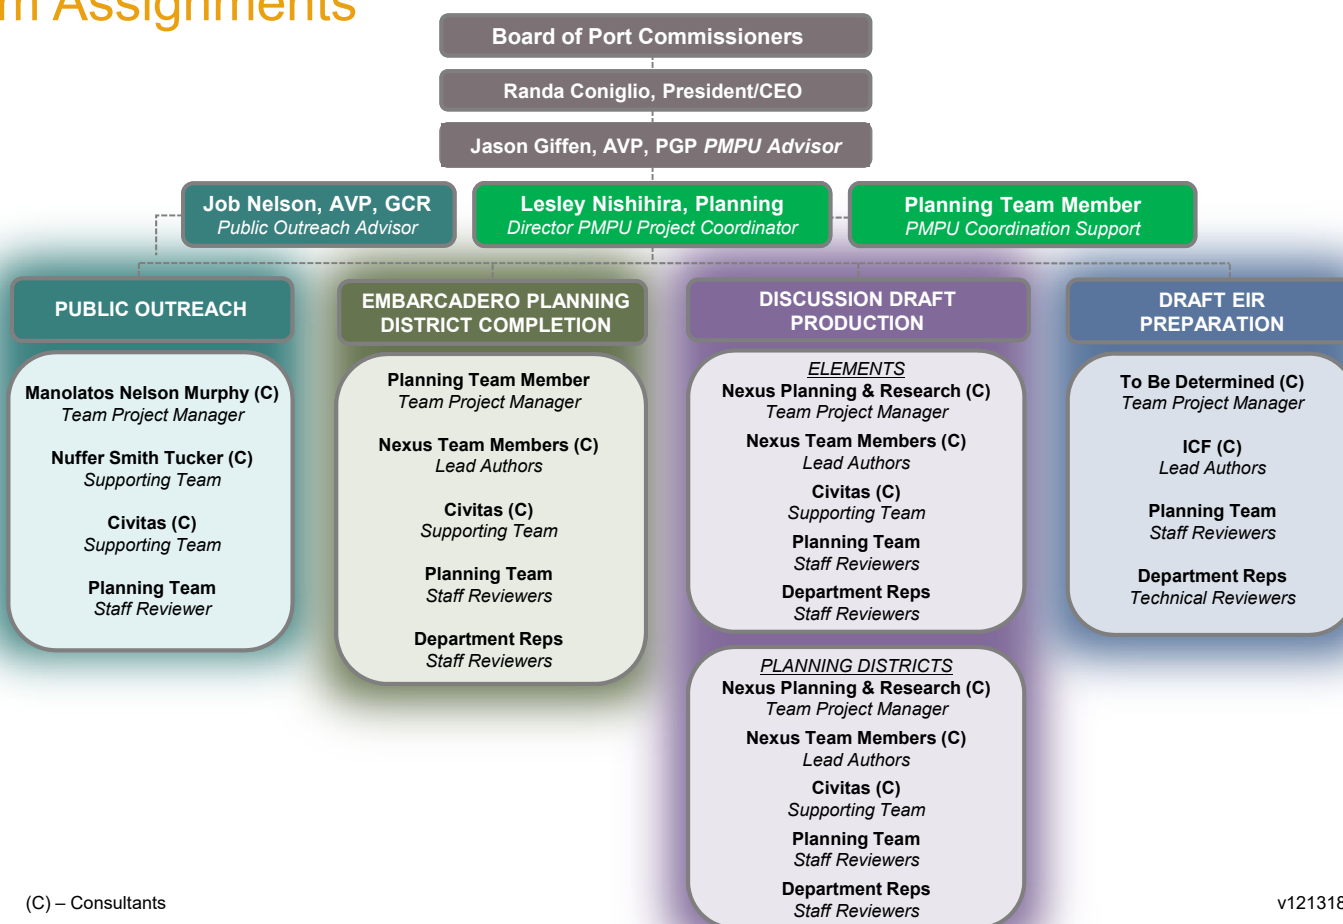 m Assignments
Board of Port Commissioners
Randa Coniglio, President/CEO
Jason Giffen, AVP, PGP PMPU Advisor
Job Nelson, AVP, GCR
Public Outreach Advisor
Lesley Nishihira, Planning
Director PMPU Project Coordinator
Planning Team Member
PMPU Coordination Support
PUBLIC OUTREACH
Manolatos Nelson Murphy (C)
Team Project Manager
Nuffer Smith Tucker (C)
Supporting Team
Civitas (C)
Supporting Team
Planning Team
Staff Reviewer
EMBARCADERO PLANNING
DISTRICT COMPLETION
Planning Team Member
Team Project Manager
Nexus Team Members (C)
Lead Authors
Civitas (C)
Supporting Team
Planning Team
Staff Reviewers
Department Reps
Staff Reviewers
DISCUSSION DRAFT
PRODUCTION
ELEMENTS
Nexus Planning & Research (C)
Team Project Manager
Nexus Team Members (C)
Lead Authors
Civitas (C)
Supporting Team
Planning Team
Staff Reviewers
Department Reps
Staff Reviewers
PLANNING DISTRICTS
Nexus Planning & Research (C)
Team Project Manager
Nexus Team Members (C)
Lead Authors
Civitas (C)
Supporting Team
Planning Team
Staff Reviewers
Department Reps
Staff Reviewers
DRAFT EIR
PREPARATION
To Be Determined (C)
Team Project Manager
ICF (C)
Lead Authors
Planning Team
Staff Reviewers
Department Reps
Technical Reviewers
(C) – Consultants
v121318